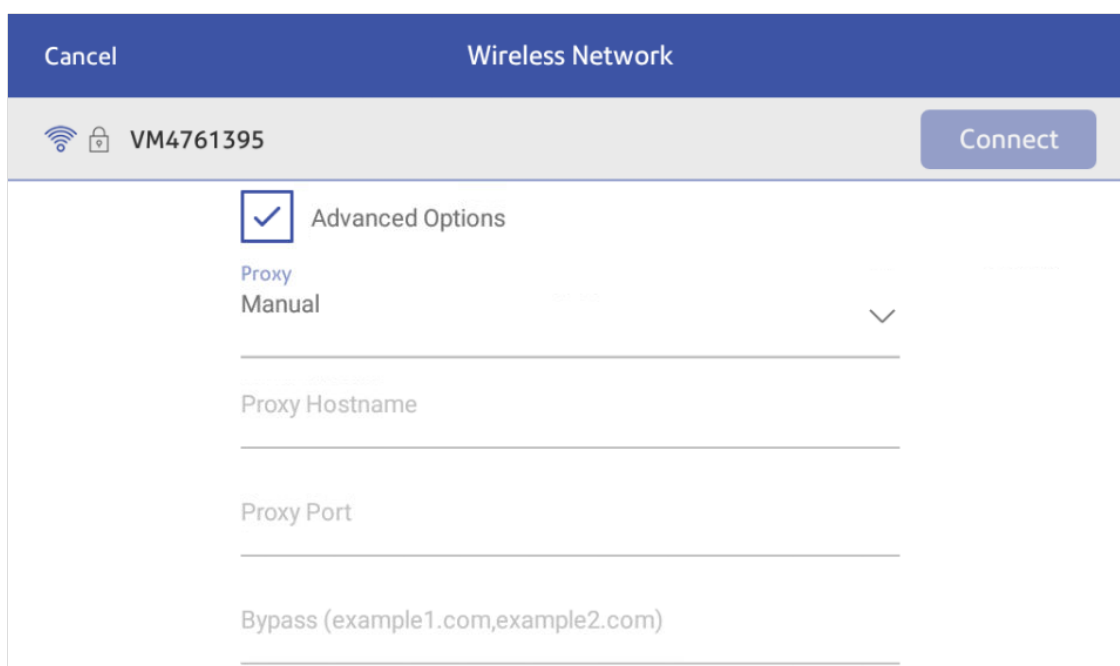 Cancel
Wireless Network
VM4761395
Connect
Advanced Options
Proxy
Manual
Proxy Hostname
Proxy Port
Bypass (example1.com,example2.com)